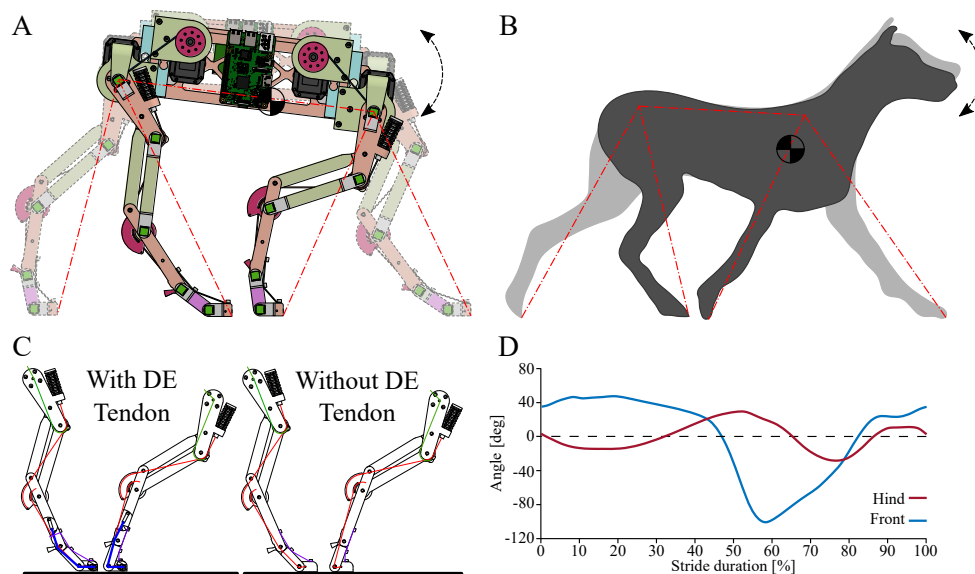 A
B
C
With DE
Tendon
Without DE
Tendon
D
80
40
0
-40
-80
-120
Angle [deg]
Hind
Front
0
10
20
30
40
50
60
70
80
90
100
Stride duration [%]